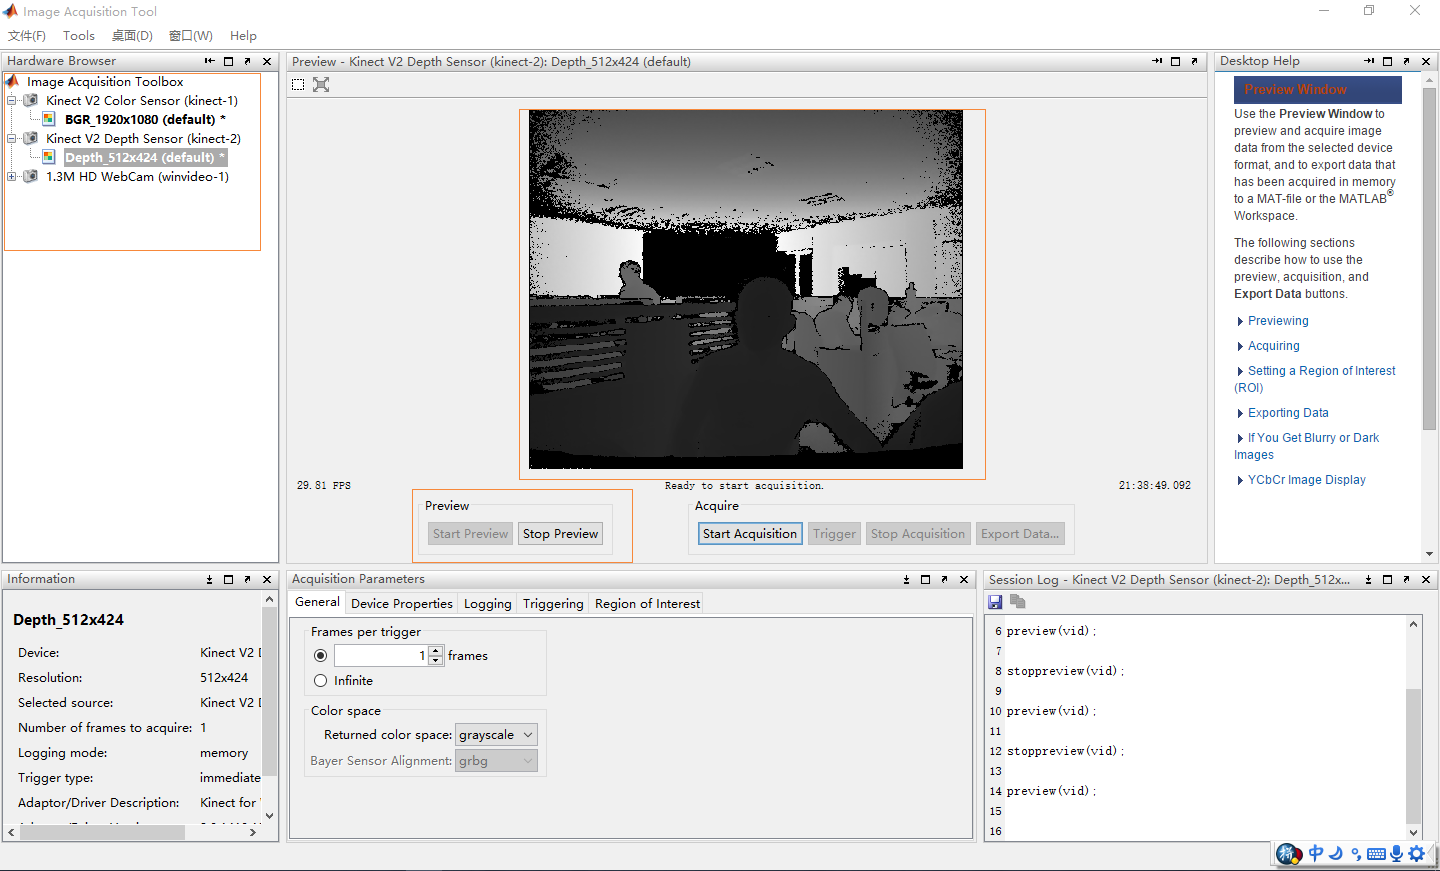 Image Acquisition Tool
文件(F) Tools 桌面(D) 窗口(W) Help
Hardware Browser
Image Acquisition Toolbox
Kinect V2 Color Sensor (kinect-1)
BGR_1920x1080 (default) *
Kinect V2 Depth Sensor (kinect-2)
Depth_512x424 (default) *
1.3M HD WebCam (winvideo-1)
Preview - Kinect V2 Depth Sensor (kinect-2): Depth_512x424 (default)
29.81 FPS
Ready to start acquisition.
21:38:49.092
Preview
Start Preview Stop Preview
Acquire
Start Acquisition Trigger Stop Acquisition Export Data...
Desktop Help
Preview Window
Use the Preview Window to
preview and acquire image
data from the selected device
format, and to export data that
has been acquired in memory
to a MAT-file or the MATLAB®
Workspace.
The following sections
describe how to use the
preview, acquisition, and
Export Data buttons.
Previewing
Acquiring
Setting a Region of Interest
(ROI)
Exporting Data
If You Get Blurry or Dark
Images
YCbCr Image Display
Information
Depth_512x424
Device: Kinect V2
Resolution: 512x424
Selected source: Kinect V2
Number of frames to acquire: 1
Logging mode: memory
Trigger type: immediate
Adaptor/Driver Description: Kinect for
Acquisition Parameters
General Device Properties Logging Triggering Region of Interest
Frames per trigger
1 frames
Infinite
Color space
Returned color space: grayscale
Bayer Sensor Alignment: grbg
Session Log - Kinect V2 Depth Sensor (kinect-2): Depth_512x...
6 preview(vid);
7
8 stoppreview(vid);
9
10 preview(vid);
11
12 stoppreview(vid);
13
14 preview(vid);
15
16
拼 中